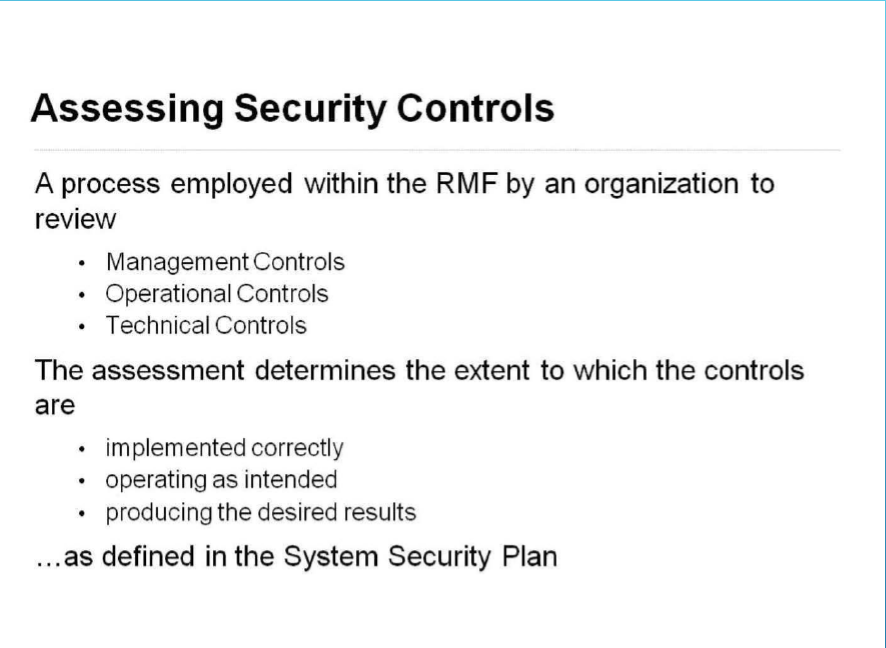 Assessing Security Controls
A process employed within the RMF by an organization to
review
• Management Controls
• Operational Controls
• Technical Controls
The assessment determines the extent to which the controls
are
• implemented correctly
• operating as intended
• producing the desired results
…as defined in the System Security Plan